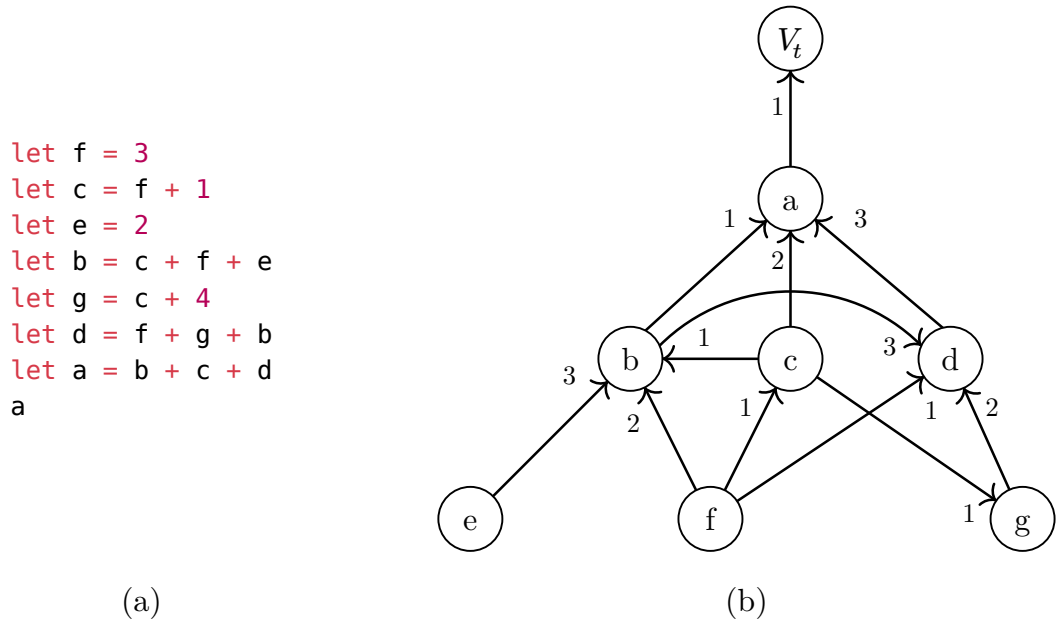 let f = 3
let c = f + 1
let e = 2
let b = c + f + e
let g = c + 4
let d = f + g + b
let a = b + c + d
a
(a)
V_t
1
a
1
2
3
b
1
c
3
d
3
2
1
1
2
e
f
1
g
(b)